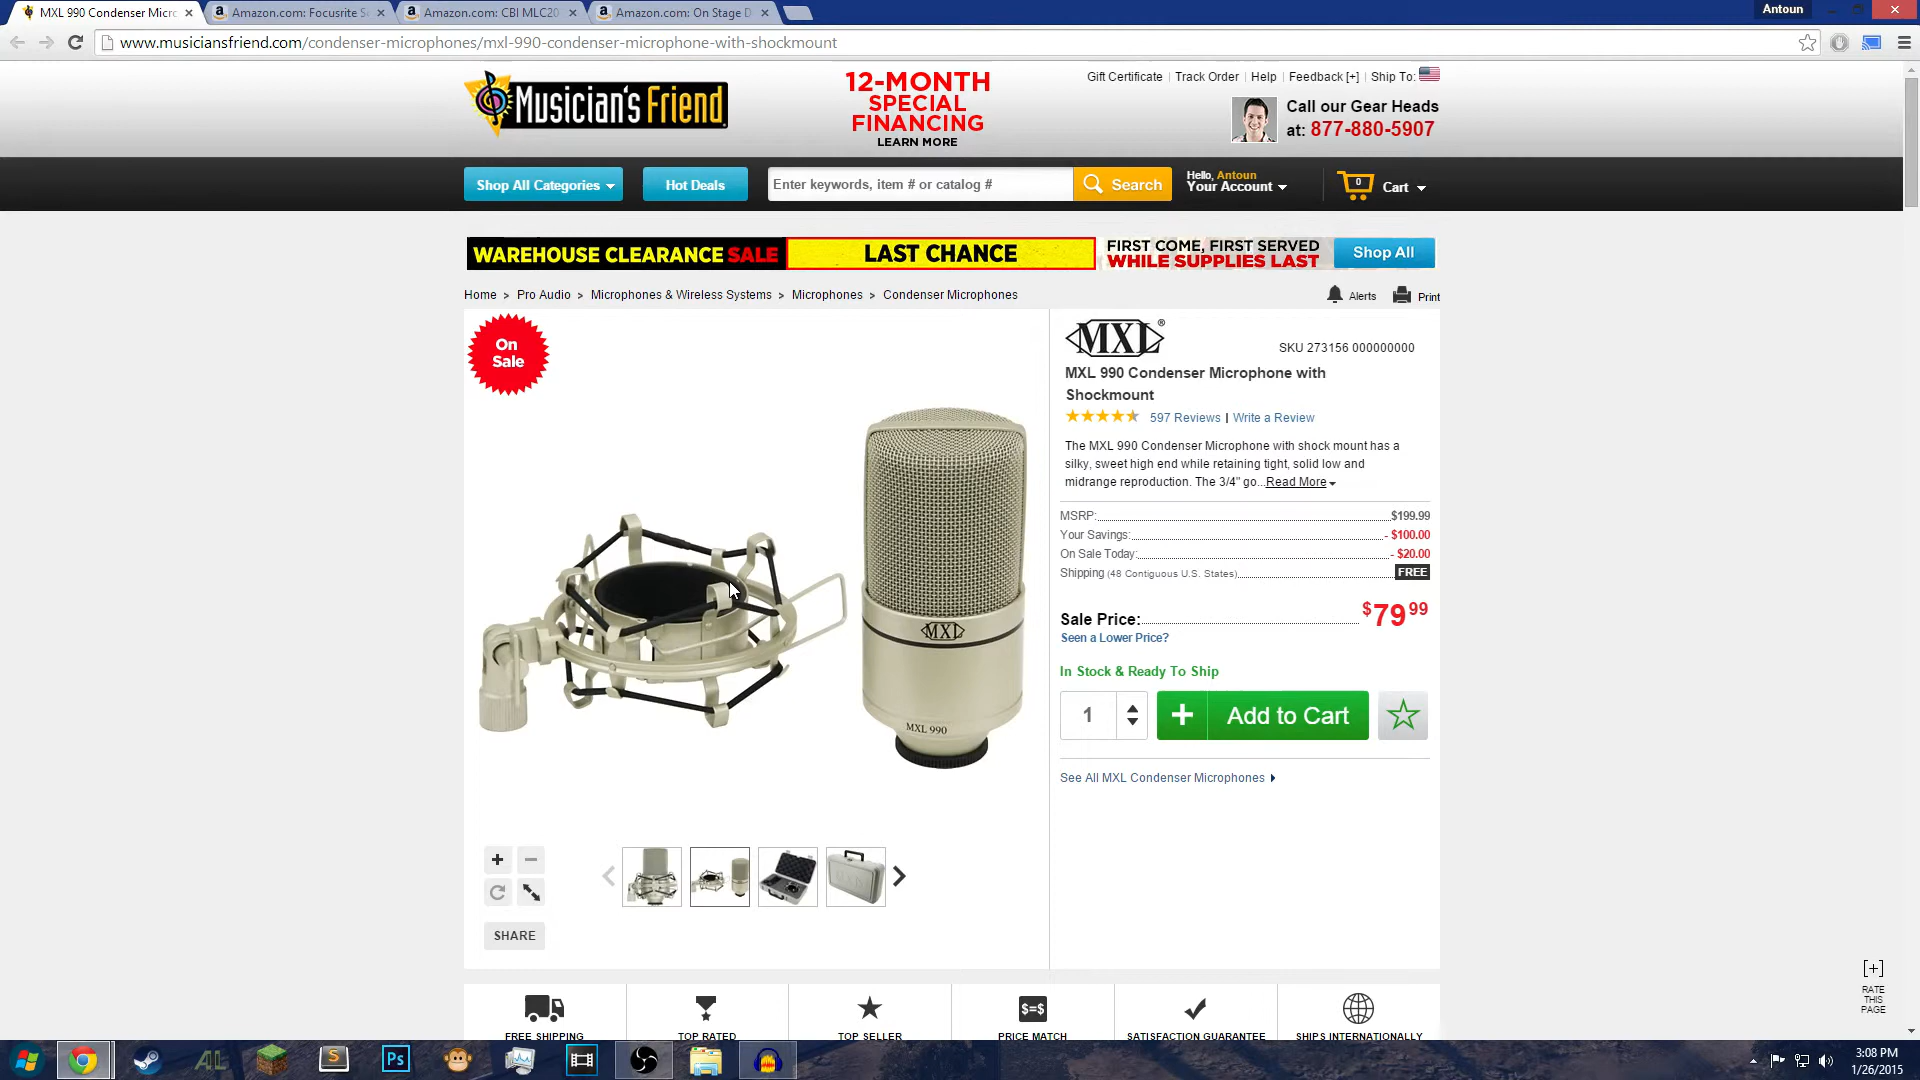 MXL 990 Condenser Micr
Amazon.com: Focusrite S
Amazon.com: CBI MLC20
Amazon.com: On Stage D
Antoun
www.musiciansfriend.com/condenser-microphones/mxl-990-condenser-microphone-with-shockmount
Musician's Friend
12-MONTH
SPECIAL
FINANCING
LEARN MORE
Gift Certificate | Track Order | Help | Feedback [+] | Ship To:
Call our Gear Heads
at: 877-880-5907
Shop All Categories
Hot Deals
Enter keywords, item # or catalog #
Search
Hello, Antoun
Your Account
0
Cart
WAREHOUSE CLEARANCE SALE
LAST CHANCE
FIRST COME, FIRST SERVED
WHILE SUPPLIES LAST
Shop All
Home > Pro Audio > Microphones & Wireless Systems > Microphones > Condenser Microphones
Alerts
Print
On
Sale
MXL®
SKU 273156 000000000
MXL 990 Condenser Microphone with
Shockmount
597 Reviews | Write a Review
The MXL 990 Condenser Microphone with shock mount has a
silky, sweet high end while retaining tight, solid low and
midrange reproduction. The 3/4" go...Read More
MSRP: $199.99
Your Savings: - $100.00
On Sale Today: - $20.00
Shipping (48 Contiguous U.S. States) FREE
Sale Price: $79.99
Seen a Lower Price?
In Stock & Ready To Ship
1
+ Add to Cart
See All MXL Condenser Microphones
MXL
MXL 990
SHARE
[+]
RATE
THIS
PAGE
FREE SHIPPING
TOP RATED
TOP SELLER
$=$
PRICE MATCH
SATISFACTION GUARANTEE
SHIPS INTERNATIONALLY
AL
S
Ps
3:08 PM
1/26/2015